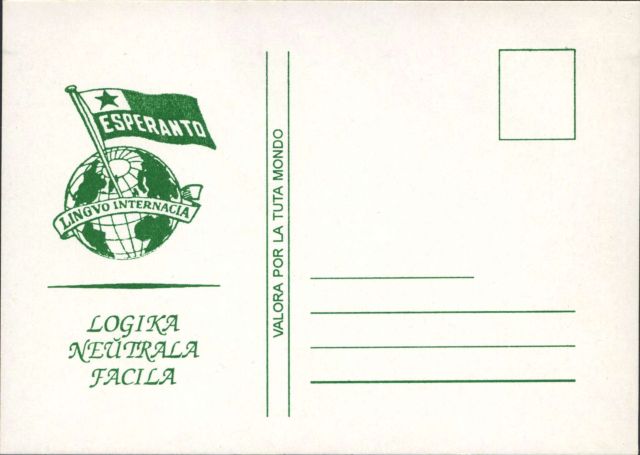 ESPERANTO
LINGVO INTERNACIA
LOGIKA
NEŬTRALA
FACILA
VALORA POR LA TUTA MONDO